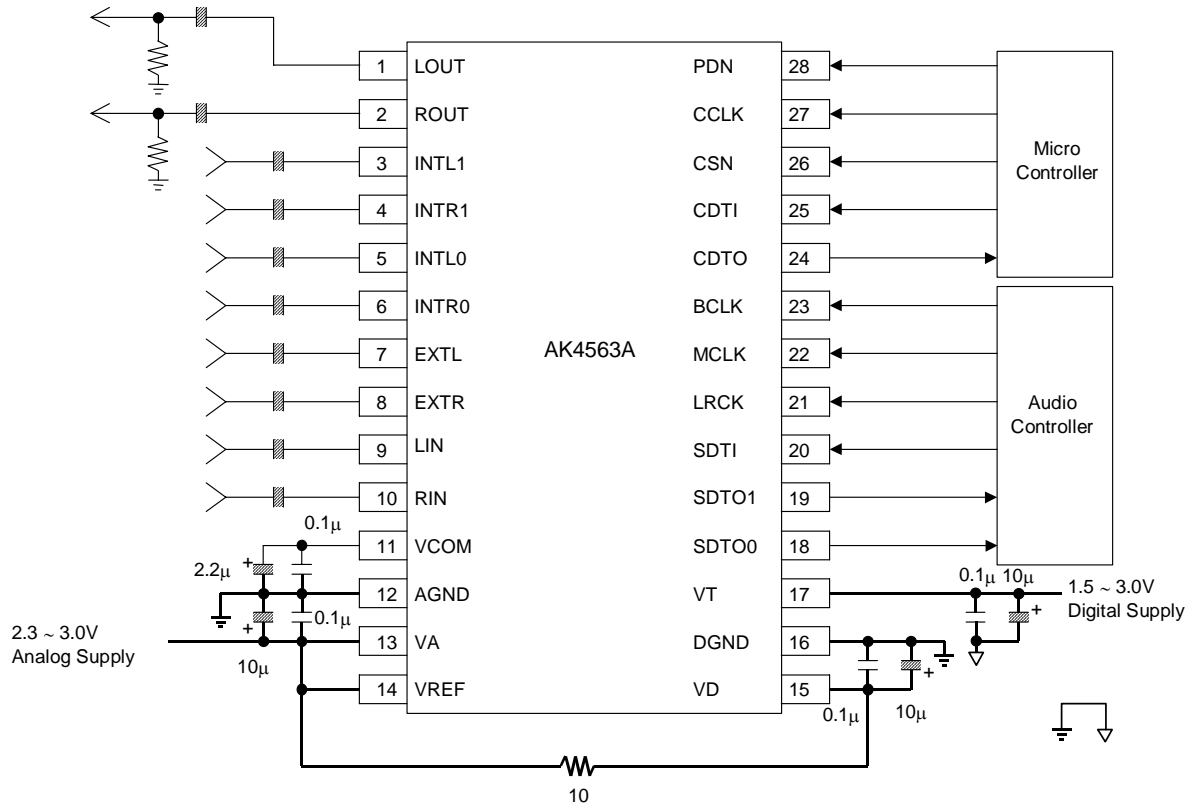 1 LOUT PDN 28
2 ROUT CCLK 27
3 INTL1 CSN 26
Micro
Controller
4 INTR1 CDTI 25
5 INTL0 CDTO 24
6 INTR0 BCLK 23
AK4563A
7 EXTL MCLK 22
8 EXTR LRCK 21
Audio
Controller
9 LIN SDTI 20
10 RIN SDTO1 19
0.1µ
11 VCOM SDTO0 18
2.2µ
+
12 AGND VT 17
0.1µ 10µ
+
1.5 ~ 3.0V
Digital Supply
0.1µ
+
10µ
2.3 ~ 3.0V
Analog Supply
13 VA DGND 16
14 VREF VD 15
0.1µ 10µ
+
10